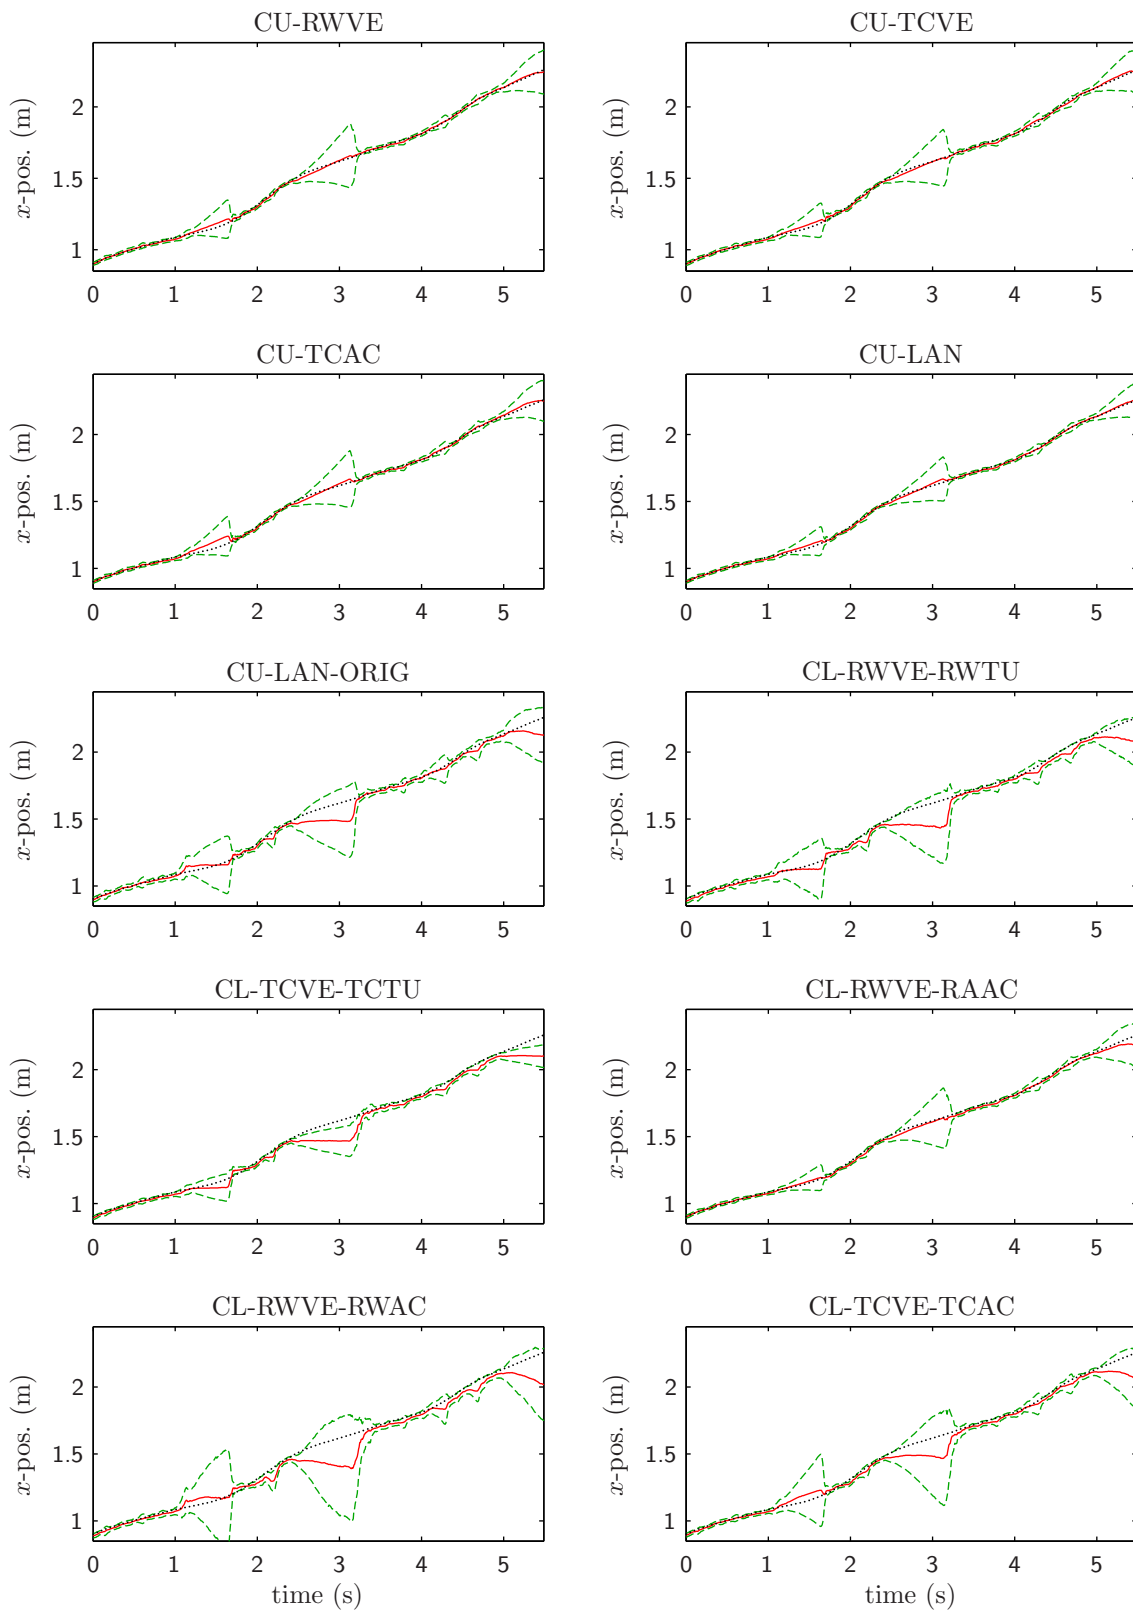 CU-RWVE
x-pos. (m)
2
1.5
1
0 1 2 3 4 5
CU-TCVE
x-pos. (m)
2
1.5
1
0 1 2 3 4 5
CU-TCAC
x-pos. (m)
2
1.5
1
0 1 2 3 4 5
CU-LAN
x-pos. (m)
2
1.5
1
0 1 2 3 4 5
CU-LAN-ORIG
x-pos. (m)
2
1.5
1
0 1 2 3 4 5
CL-RWVE-RWTU
x-pos. (m)
2
1.5
1
0 1 2 3 4 5
CL-TCVE-TCTU
x-pos. (m)
2
1.5
1
0 1 2 3 4 5
CL-RWVE-RAAC
x-pos. (m)
2
1.5
1
0 1 2 3 4 5
CL-RWVE-RWAC
x-pos. (m)
2
1.5
1
0 1 2 3 4 5
time (s)
CL-TCVE-TCAC
x-pos. (m)
2
1.5
1
0 1 2 3 4 5
time (s)